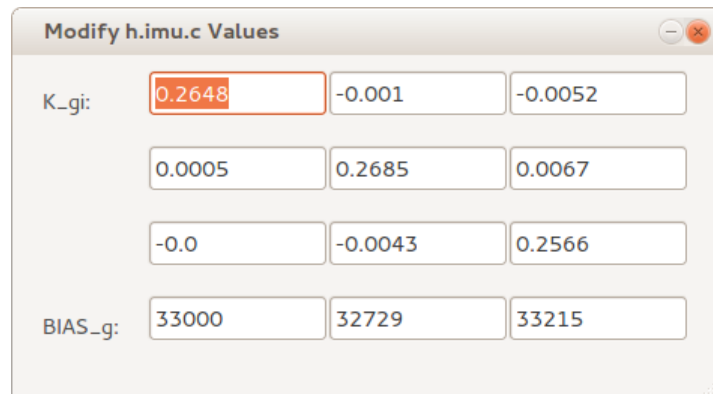 Modify h.imu.c Values
K_gi: 0.2648 -0.001 -0.0052
0.0005 0.2685 0.0067
-0.0 -0.0043 0.2566
BIAS_g: 33000 32729 33215